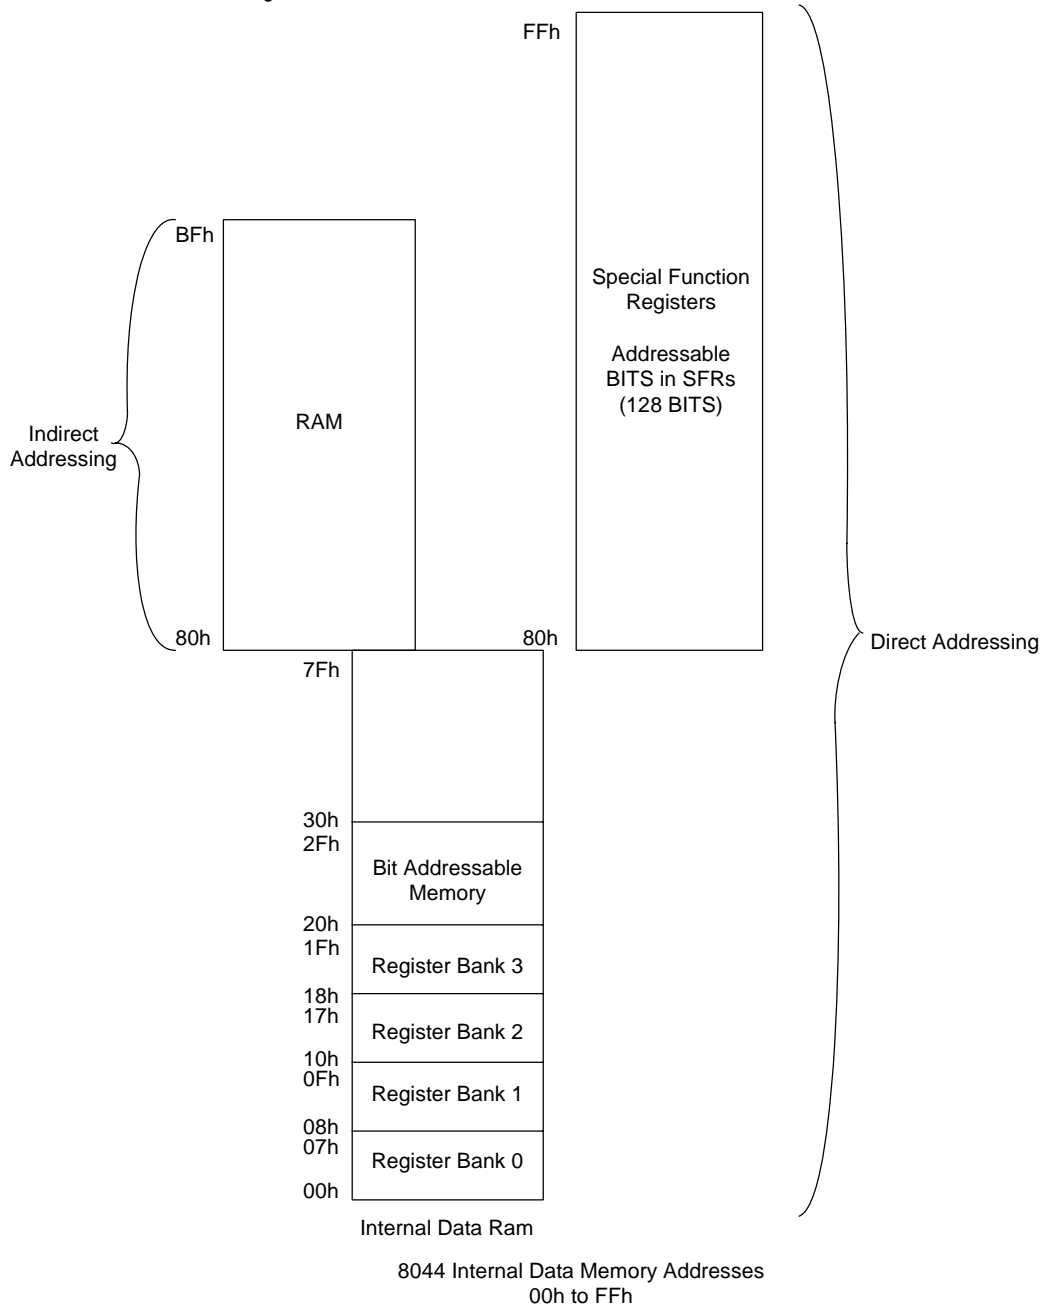 FFh
BFh
Special Function
Registers
Addressable
BITS in SFRs
(128 BITS)
RAM
Indirect
Addressing
80h
80h
Direct Addressing
7Fh
30h
2Fh
Bit Addressable
Memory
20h
1Fh
Register Bank 3
18h
17h
Register Bank 2
10h
0Fh
Register Bank 1
08h
07h
Register Bank 0
00h
Internal Data Ram
8044 Internal Data Memory Addresses
00h to FFh